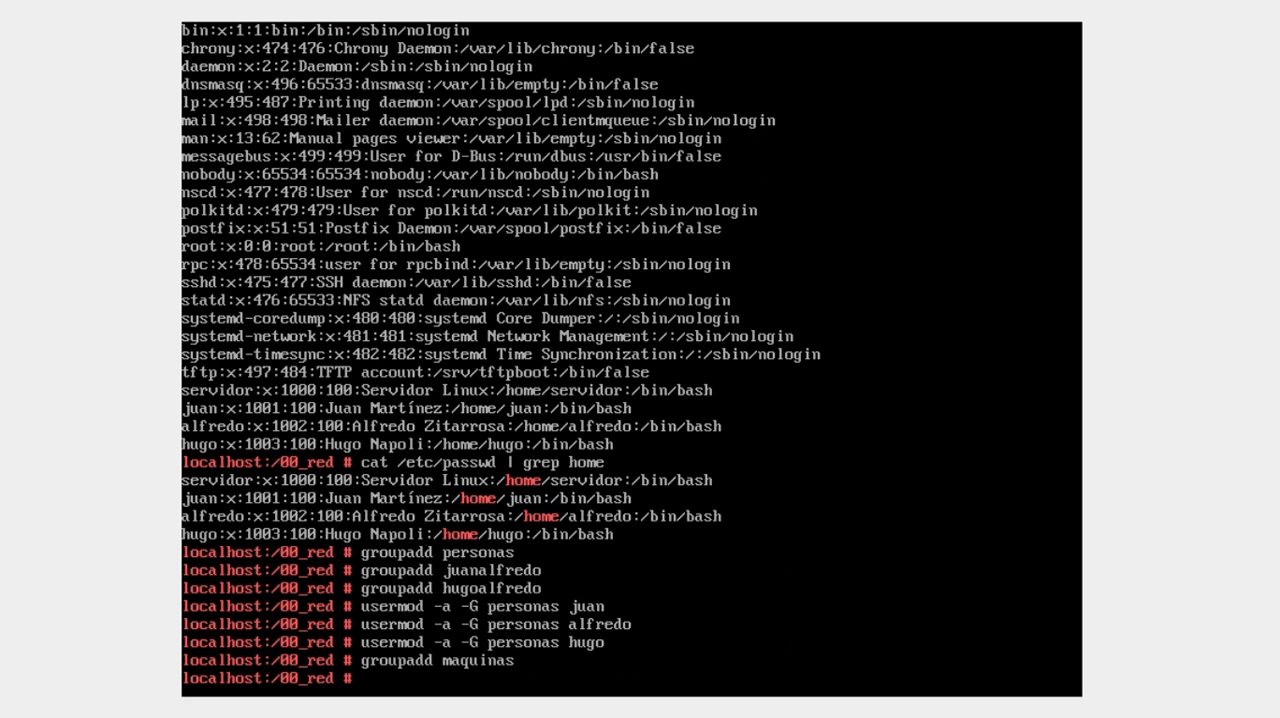 bin:x:1:1:bin:/bin:/sbin/nologin
chrony:x:474:476:Chrony Daemon:/var/lib/chrony:/bin/false
daemon:x:2:2:Daemon:/sbin:/sbin/nologin
dnsmasq:x:496:65533:dnsmasq:/var/lib/empty:/bin/false
lp:x:495:487:Printing daemon:/var/spool/lpd:/sbin/nologin
mail:x:498:498:Mailer daemon:/var/spool/clientmqueue:/sbin/nologin
man:x:13:62:Manual pages viewer:/var/lib/empty:/sbin/nologin
messagebus:x:499:499:User for D-Bus:/run/dbus:/usr/bin/false
nobody:x:65534:65534:nobody:/var/lib/nobody:/bin/bash
nscd:x:477:478:User for nscd:/run/nscd:/sbin/nologin
polkitd:x:479:479:User for polkitd:/var/lib/polkit:/sbin/nologin
postfix:x:51:51:Postfix Daemon:/var/spool/postfix:/bin/false
root:x:0:0:root:/root:/bin/bash
rpc:x:478:65534:user for rpcbind:/var/lib/empty:/sbin/nologin
sshd:x:475:477:SSH daemon:/var/lib/sshd:/bin/false
statd:x:476:65533:NFS statd daemon:/var/lib/nfs:/sbin/nologin
systemd-coredump:x:480:480:systemd Core Dumper:/:/sbin/nologin
systemd-network:x:481:481:systemd Network Management:/:/sbin/nologin
systemd-timesync:x:482:482:systemd Time Synchronization:/:/sbin/nologin
tftp:x:497:484:TFTP account:/srv/tftpboot:/bin/false
servidor:x:1000:100:Servidor Linux:/home/servidor:/bin/bash
juan:x:1001:100:Juan Martínez:/home/juan:/bin/bash
alfredo:x:1002:100:Alfredo Zitarrosa:/home/alfredo:/bin/bash
hugo:x:1003:100:Hugo Napoli:/home/hugo:/bin/bash
localhost:/00_red # cat /etc/passwd | grep home
servidor:x:1000:100:Servidor Linux:/home/servidor:/bin/bash
juan:x:1001:100:Juan Martínez:/home/juan:/bin/bash
alfredo:x:1002:100:Alfredo Zitarrosa:/home/alfredo:/bin/bash
hugo:x:1003:100:Hugo Napoli:/home/hugo:/bin/bash
localhost:/00_red # groupadd personas
localhost:/00_red # groupadd juanalfredo
localhost:/00_red # groupadd hugoalfredo
localhost:/00_red # usermod -a -G personas juan
localhost:/00_red # usermod -a -G personas alfredo
localhost:/00_red # usermod -a -G personas hugo
localhost:/00_red # groupadd maquinas
localhost:/00_red #